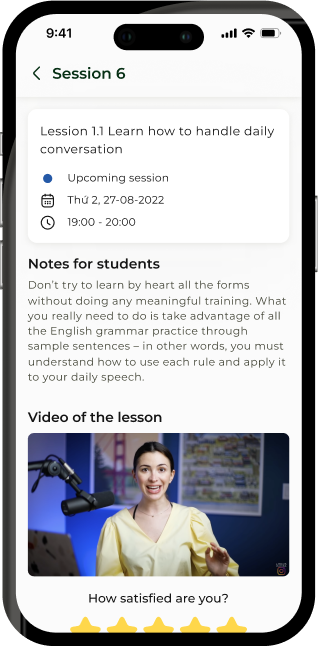 9:41
Session 6
Lession 1.1 Learn how to handle daily
conversation
Upcoming session
Thứ 2, 27-08-2022
19:00 - 20:00
Notes for students
Don't try to learn by heart all the forms
without doing any meaningful training. What
you really need to do is take advantage of all
the English grammar practice through
sample sentences – in other words, you must
understand how to use each rule and apply it
to your daily speech.
Video of the lesson
How satisfied are you?